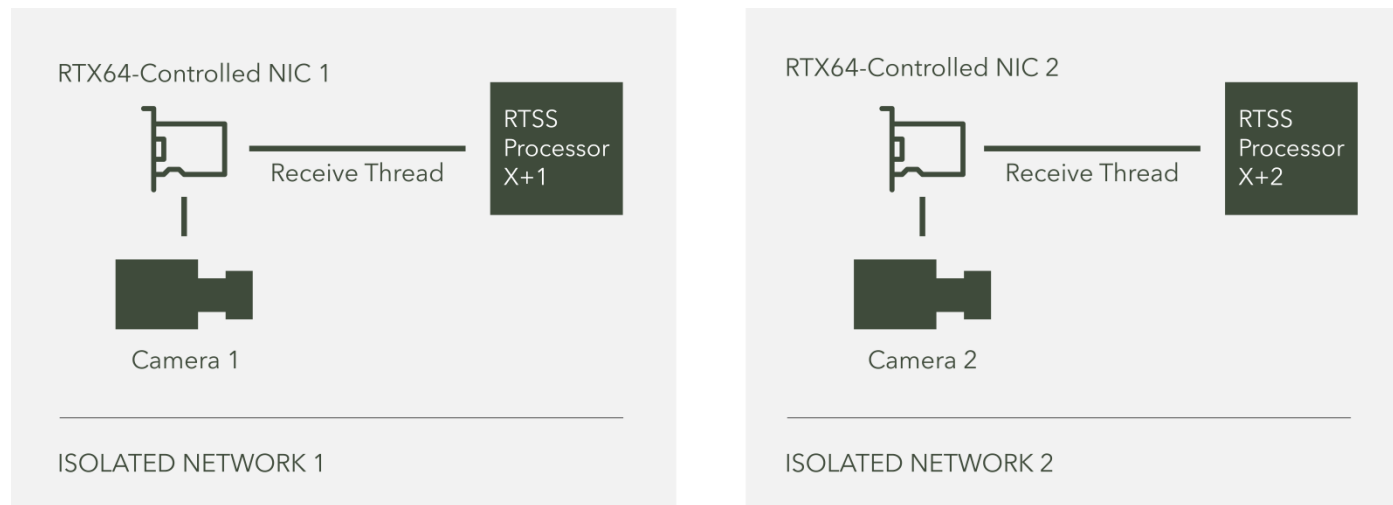 RTX64-Controlled NIC 1
RTSS
Processor
X+1
Receive Thread
Camera 1
ISOLATED NETWORK 1
RTX64-Controlled NIC 2
RTSS
Processor
X+2
Receive Thread
Camera 2
ISOLATED NETWORK 2